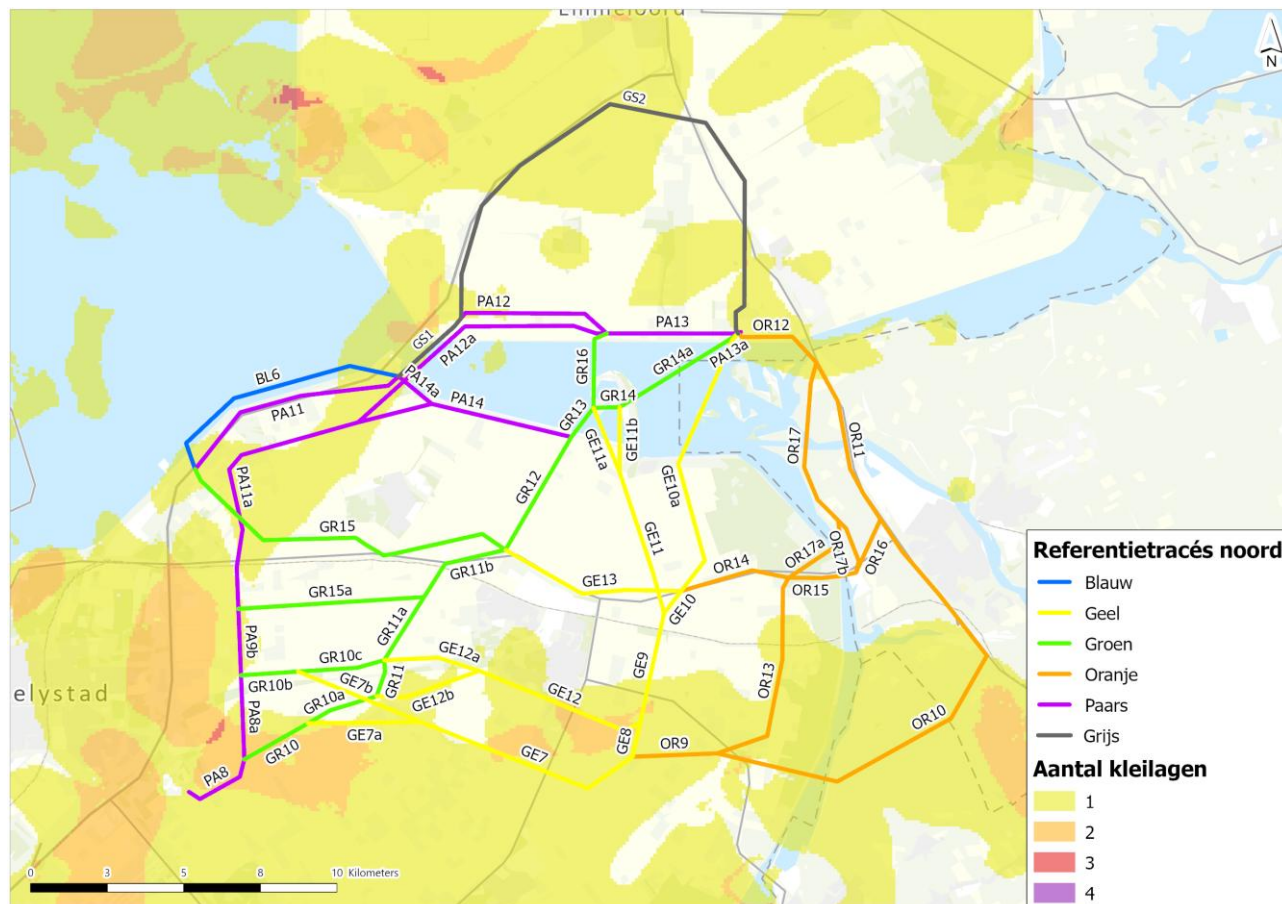 GS2
N
PA12
GS1
PA12a
PA13
OR12
PA13a
GR14a
GR16
BL6
PA14a
PA11
PA14
GR14
GR13
GE11b
GE11a
OR17
OR11
PA11a
GR12
GE10a
GR15
GE11
OR17a
OR17b
OR16
GR11b
GE13
OR14
OR15
GR15a
GE10
GR11a
PA9b
GR10c
GE12a
GE9
OR13
GR10b
GE7b
GR11
elystad
GR10a
GE12b
GE12
OR10
PA8a
GE7a
GE8
GR10
GE7
OR9
PA8
0 3 5 8 10 Kilometers
Referentietracés noord
Blauw
Geel
Groen
Oranje
Paars
Grijs
Aantal kleilagen
1
2
3
4